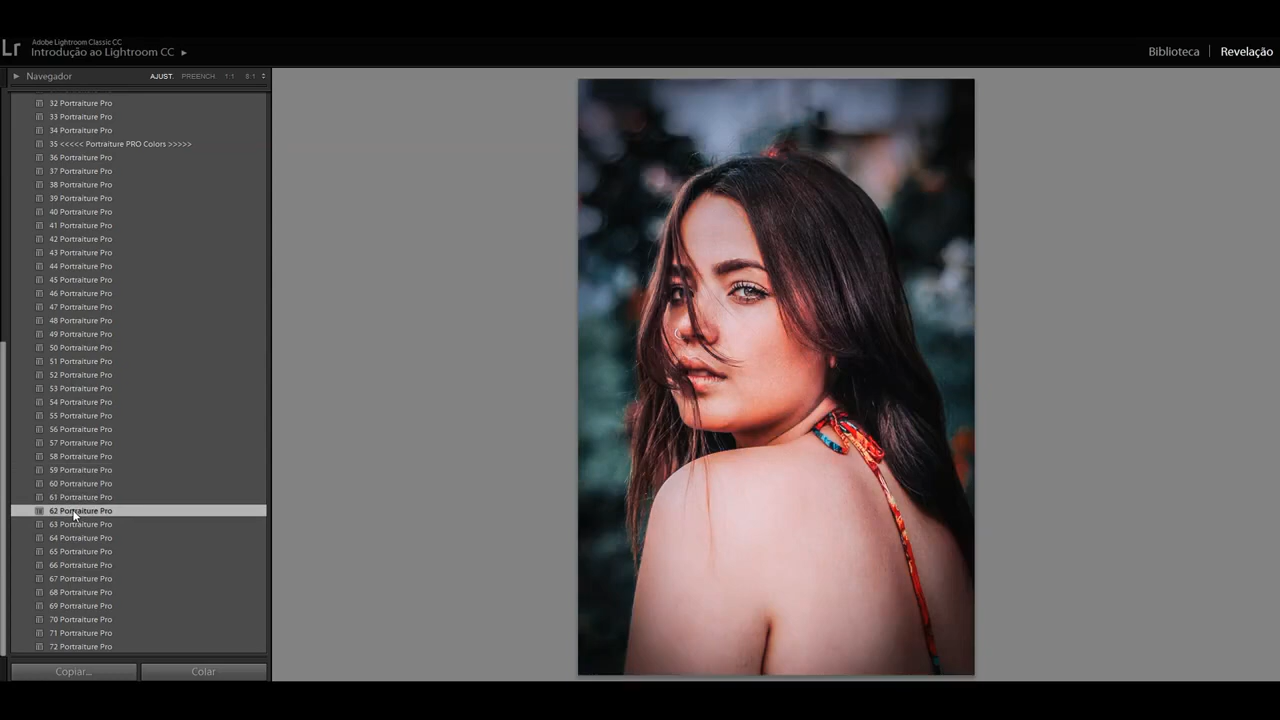 Lr
Adobe Lightroom Classic CC
Introdução ao Lightroom CC
Biblioteca | Revelação
Navegador AJUST. PREENCH 1:1
32 Portraiture Pro
33 Portraiture Pro
34 Portraiture Pro
35 <<<<< Portraiture PRO Colors >>>>>
36 Portraiture Pro
37 Portraiture Pro
38 Portraiture Pro
39 Portraiture Pro
40 Portraiture Pro
41 Portraiture Pro
42 Portraiture Pro
43 Portraiture Pro
44 Portraiture Pro
45 Portraiture Pro
46 Portraiture Pro
47 Portraiture Pro
48 Portraiture Pro
49 Portraiture Pro
50 Portraiture Pro
51 Portraiture Pro
52 Portraiture Pro
53 Portraiture Pro
54 Portraiture Pro
55 Portraiture Pro
56 Portraiture Pro
57 Portraiture Pro
58 Portraiture Pro
59 Portraiture Pro
60 Portraiture Pro
61 Portraiture Pro
62 Portraiture Pro
63 Portraiture Pro
64 Portraiture Pro
65 Portraiture Pro
66 Portraiture Pro
67 Portraiture Pro
68 Portraiture Pro
69 Portraiture Pro
70 Portraiture Pro
71 Portraiture Pro
72 Portraiture Pro
Copiar... Colar